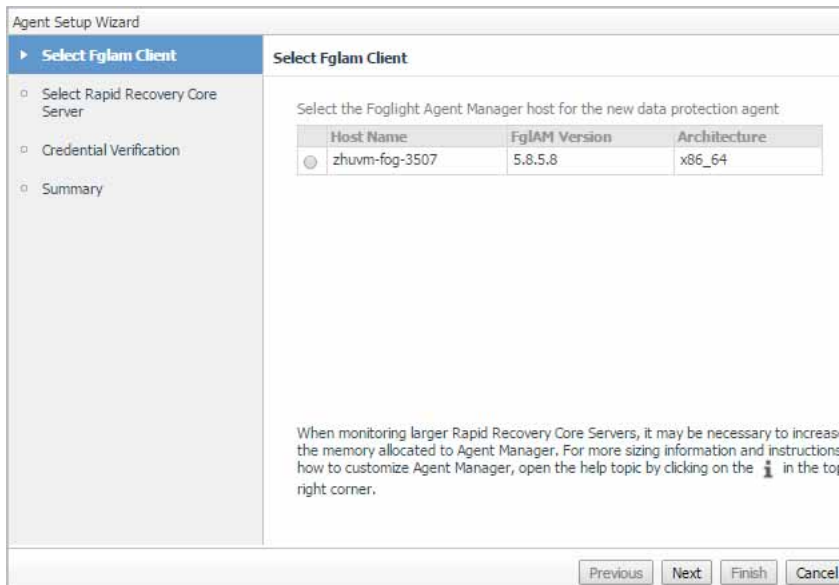 Agent Setup Wizard
Select Fglam Client
Select Rapid Recovery Core
Server
Credential Verification
Summary
Select Fglam Client
Select the Foglight Agent Manager host for the new data protection agent
Host Name FglAM Version Architecture
zhuvm-fog-3507 5.8.5.8 x86_64
When monitoring larger Rapid Recovery Core Servers, it may be necessary to increase
the memory allocated to Agent Manager. For more sizing information and instructions
how to customize Agent Manager, open the help topic by clicking on the i in the top
right corner.
Previous Next Finish Cancel